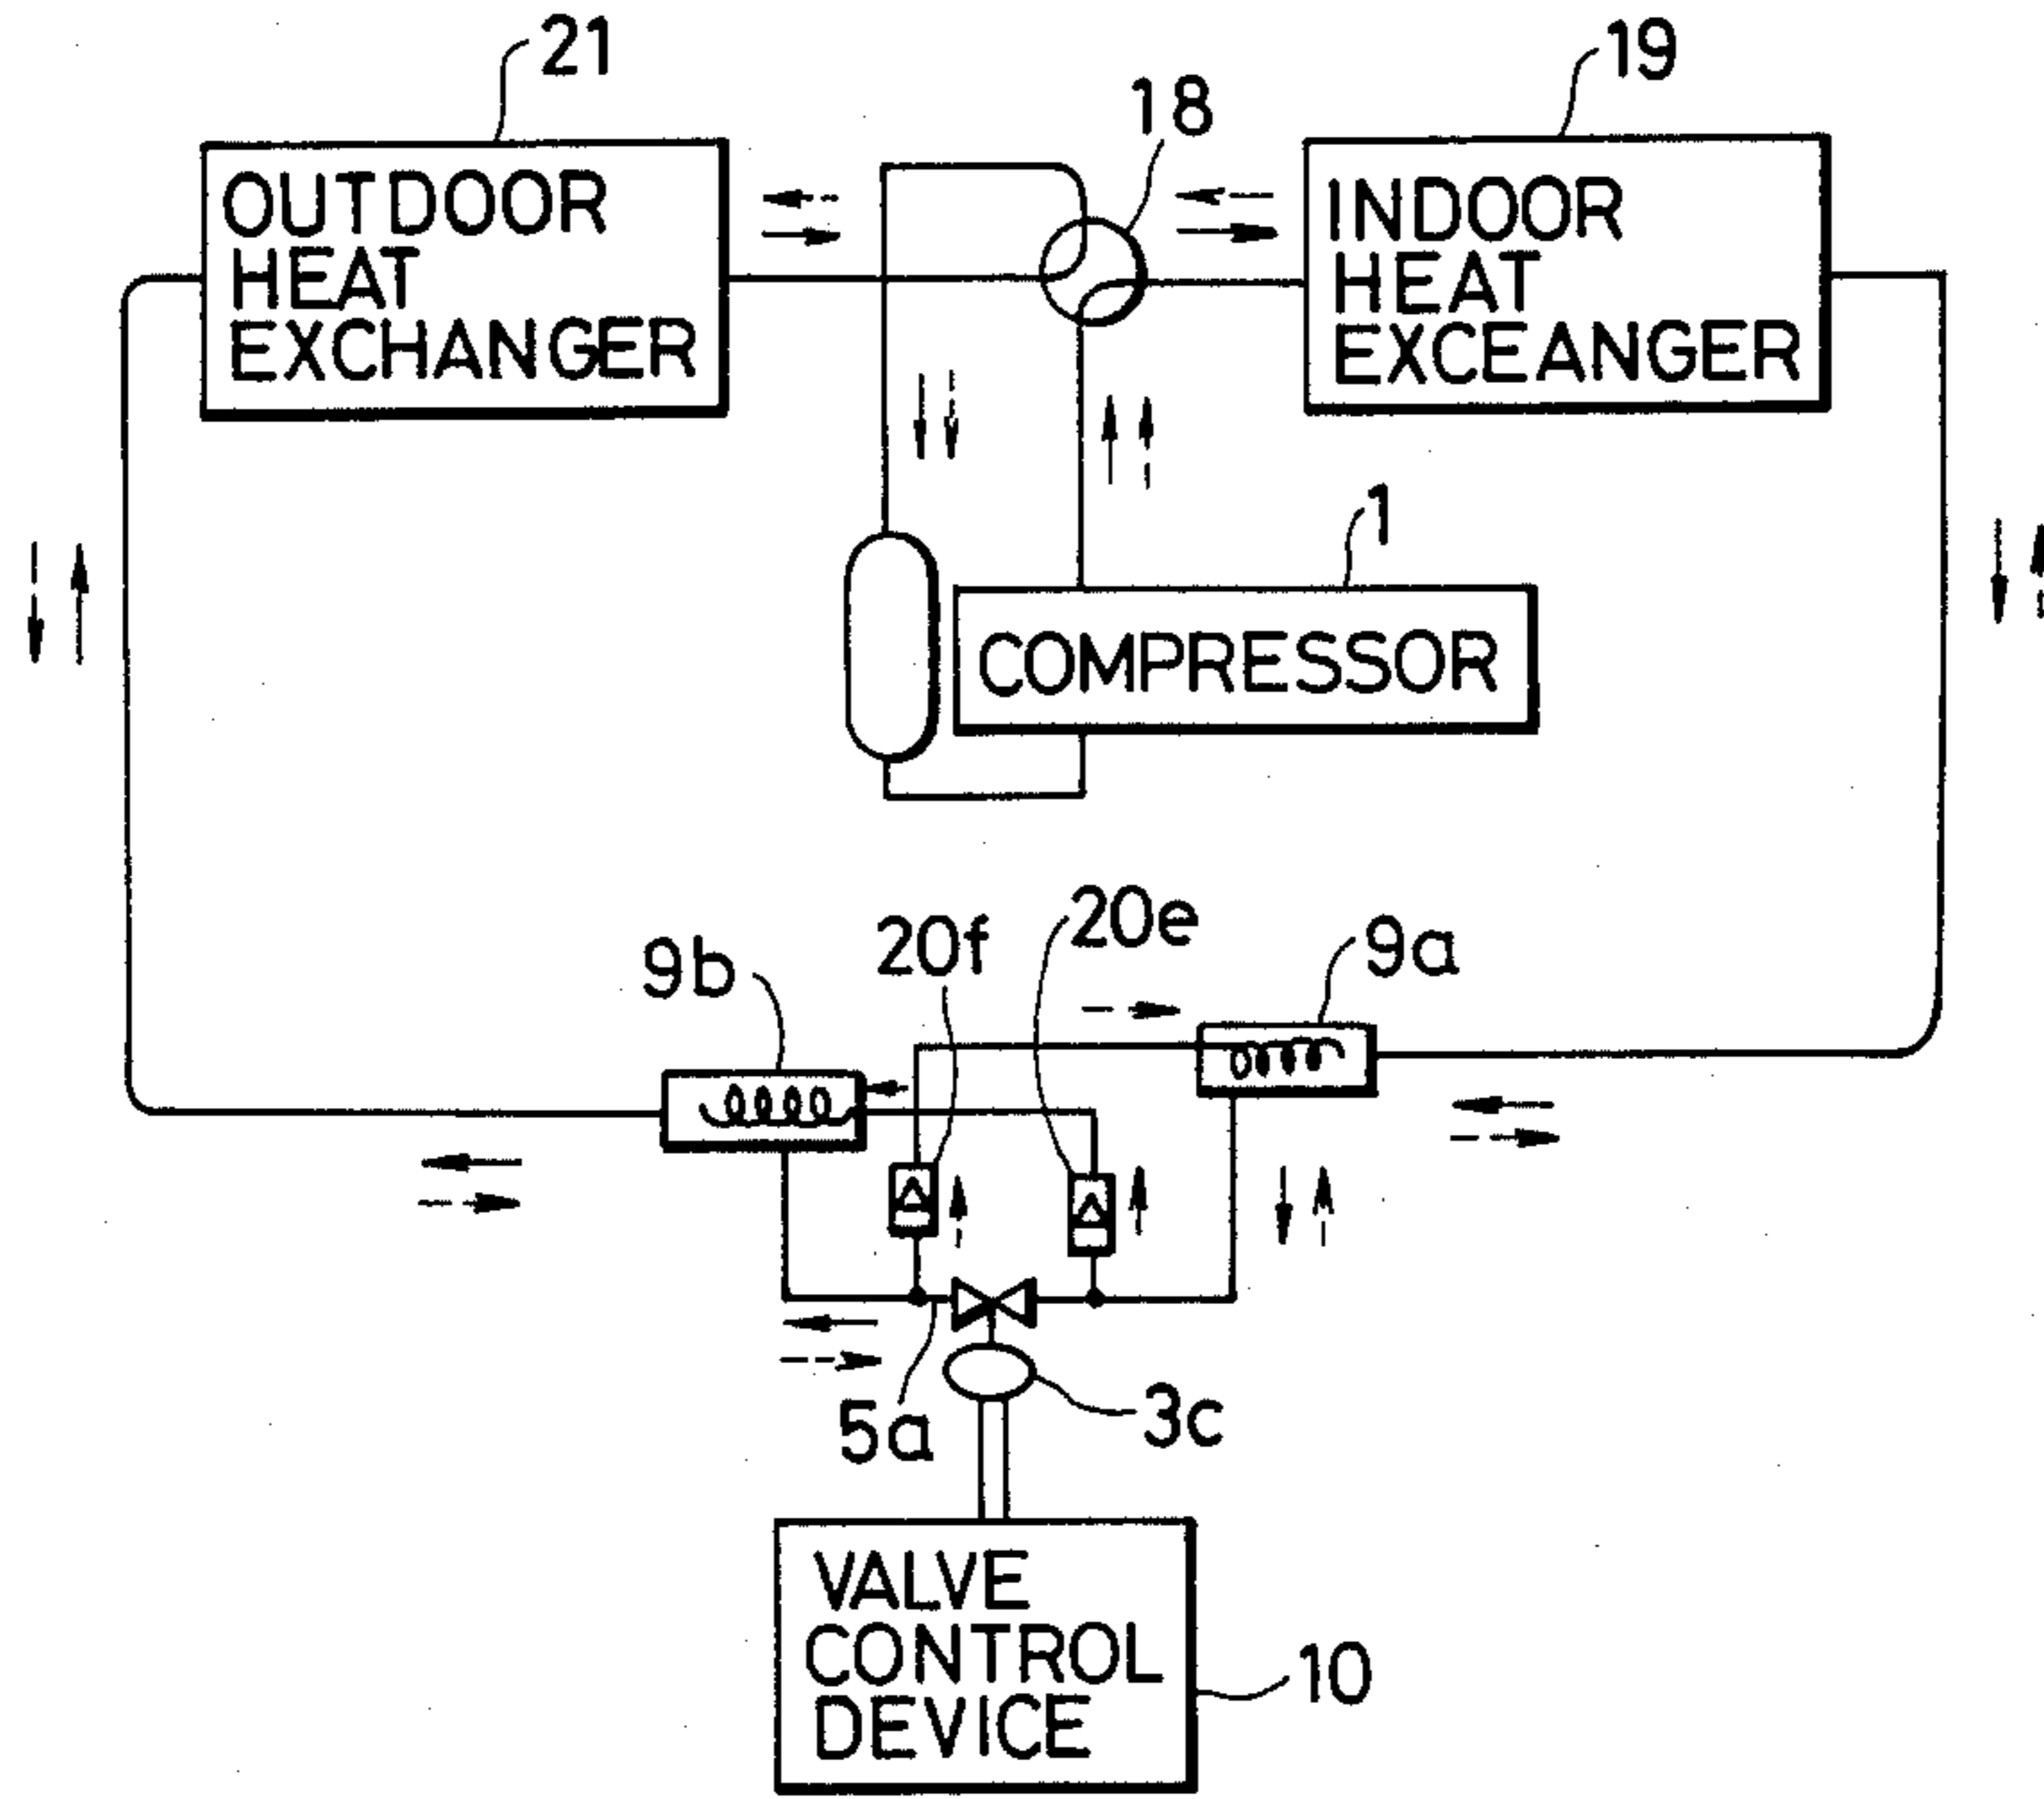 21
19
18
OUTDOOR
HEAT
EXCHANGER
INDOOR
HEAT
EXCEANGER
1
COMPRESSOR
20f
20e
9b
9a
5a
3c
VALVE
CONTROL
DEVICE
10